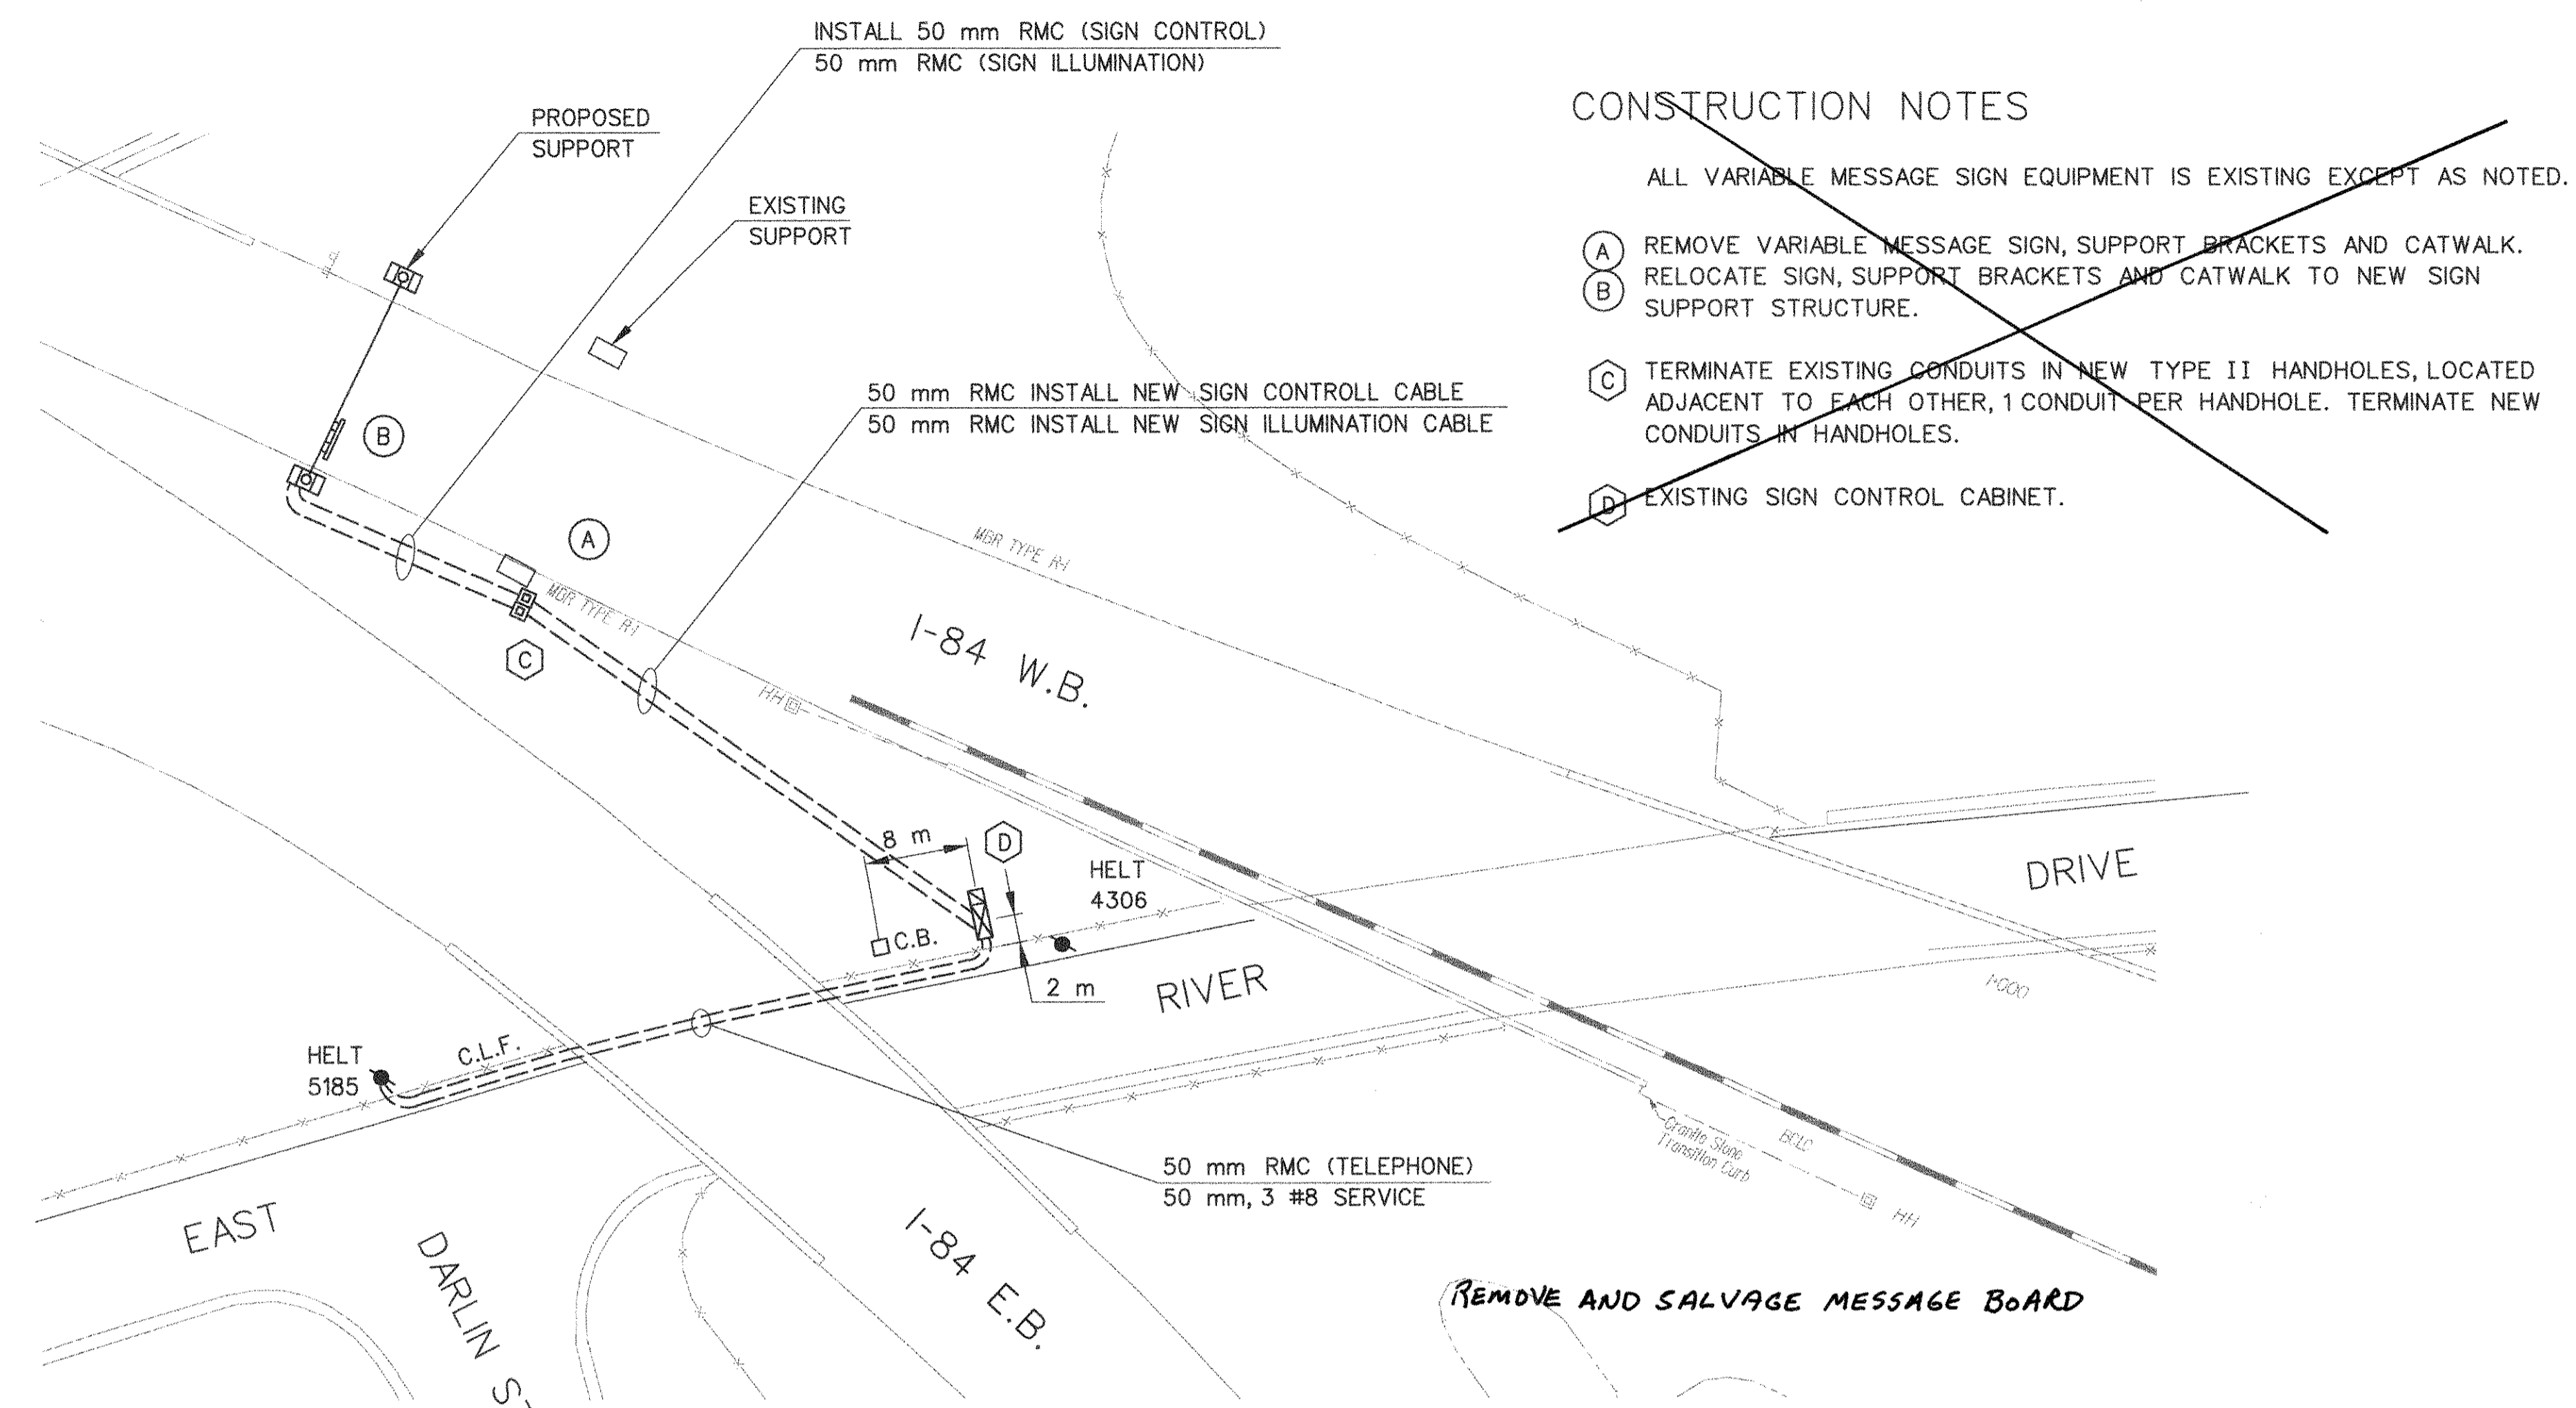 INSTALL 50 mm RMC (SIGN CONTROL)
50 mm RMC (SIGN ILLUMINATION)
PROPOSED
SUPPORT
EXISTING
SUPPORT
CONSTRUCTION NOTES
ALL VARIABLE MESSAGE SIGN EQUIPMENT IS EXISTING EXCEPT AS NOTED.
A REMOVE VARIABLE MESSAGE SIGN, SUPPORT BRACKETS AND CATWALK.
B RELOCATE SIGN, SUPPORT BRACKETS AND CATWALK TO NEW SIGN
SUPPORT STRUCTURE.
C TERMINATE EXISTING CONDUITS IN NEW TYPE II HANDHOLES, LOCATED
ADJACENT TO EACH OTHER, 1 CONDUIT PER HANDHOLE. TERMINATE NEW
CONDUITS IN HANDHOLES.
D EXISTING SIGN CONTROL CABINET.
50 mm RMC INSTALL NEW SIGN CONTROLL CABLE
50 mm RMC INSTALL NEW SIGN ILLUMINATION CABLE
B
A
MBR TYPE R-I
MBR TYPE R-I
C
I-84 W.B.
HH
8 m
D
HELT
4306
C.B.
2 m
DRIVE
RIVER
1+000
C.L.F.
HELT
5185
50 mm RMC (TELEPHONE)
50 mm, 3 #8 SERVICE
Granite Stone
Transition Curb
BCLC
HH
EAST
DARLIN S
I-84 E.B.
REMOVE AND SALVAGE MESSAGE BOARD